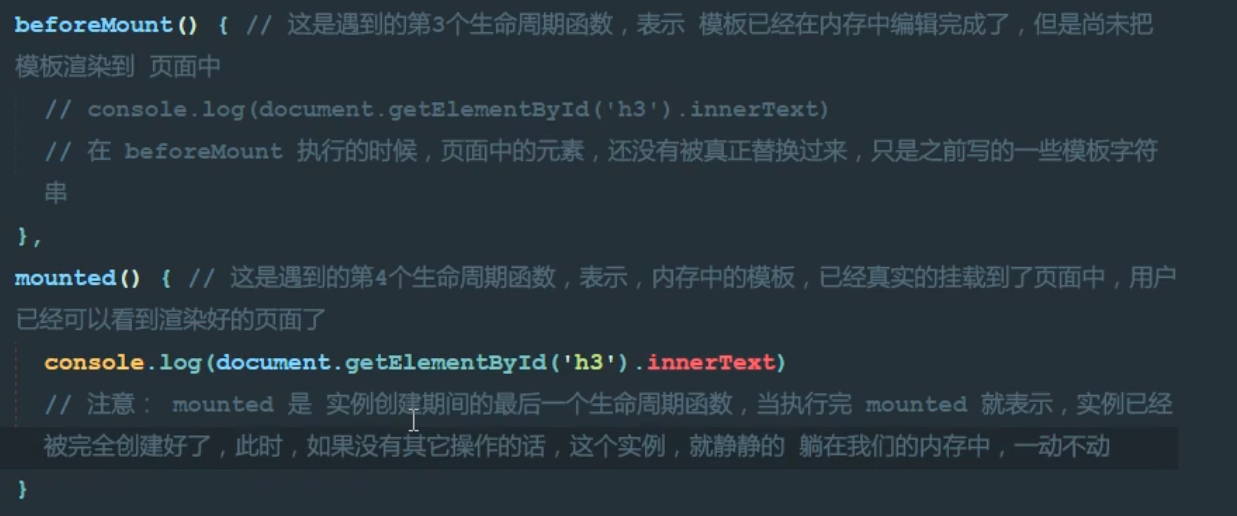 beforeMount() { // 这是遇到的第3个生命周期函数，表示 模板已经在内存中编辑完成了，但是尚未把
模板渲染到 页面中
// console.log(document.getElementById('h3').innerText)
// 在 beforeMount 执行的时候，页面中的元素，还没有被真正替换过来，只是之前写的一些模板字符
串
},
mounted() { // 这是遇到的第4个生命周期函数，表示，内存中的模板，已经真实的挂载到了页面中，用户
已经可以看到渲染好的页面了
console.log(document.getElementById('h3').innerText)
// 注意： mounted 是 实例创建期间的最后一个生命周期函数，当执行完 mounted 就表示，实例已经
被完全创建好了，此时，如果没有其它操作的话，这个实例，就静静的 躺在我们的内存中，一动不动
}